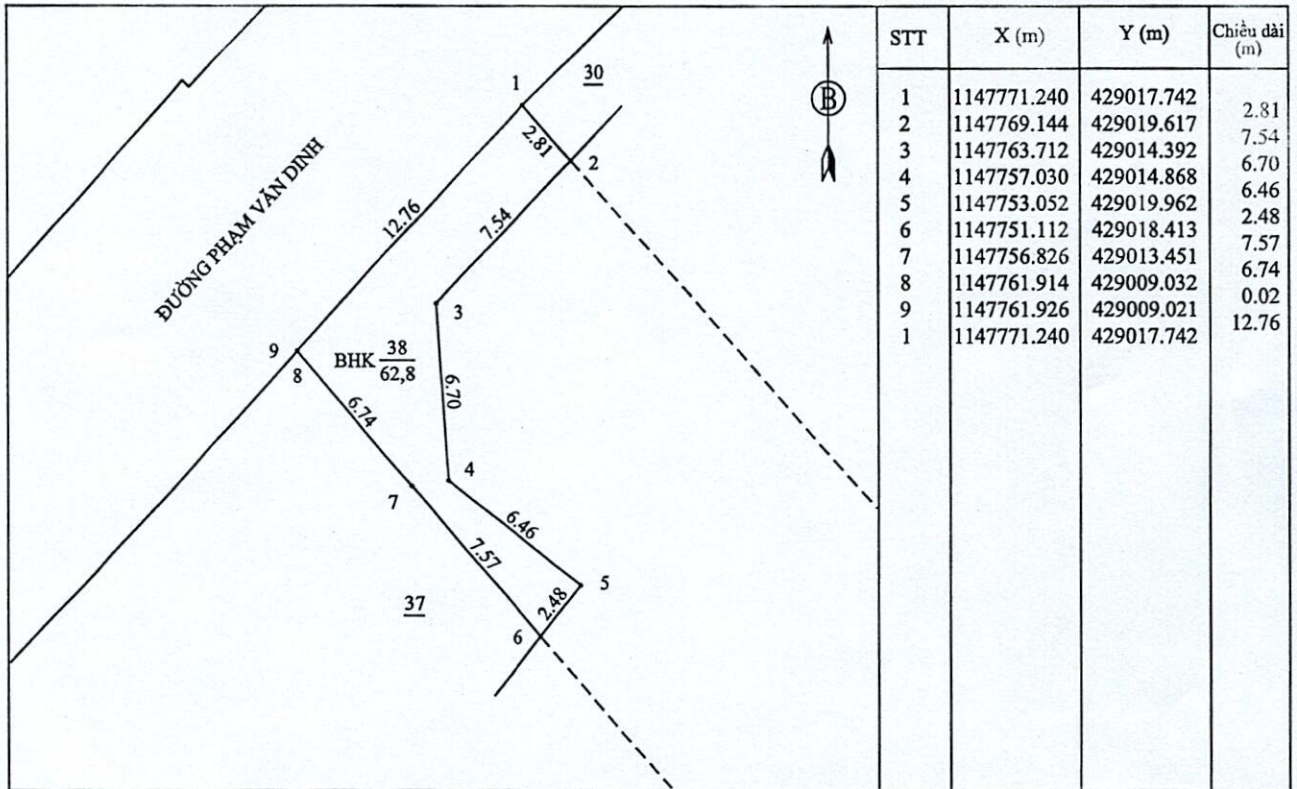 1
30
2.81
2
B
ĐƯỜNG PHẠM VĂN DINH
12.76
7.54
3
9
8
BHK 38
62,8
6.74
6.70
4
7
6.46
7.57
5
37
2.48
6
STT X (m) Y (m) Chiều dài
(m)
1 1147771.240 429017.742
2.81
2 1147769.144 429019.617
7.54
3 1147763.712 429014.392
6.70
4 1147757.030 429014.868
6.46
5 1147753.052 429019.962
2.48
6 1147751.112 429018.413
7.57
7 1147756.826 429013.451
6.74
8 1147761.914 429009.032
0.02
9 1147761.926 429009.021
12.76
1 1147771.240 429017.742